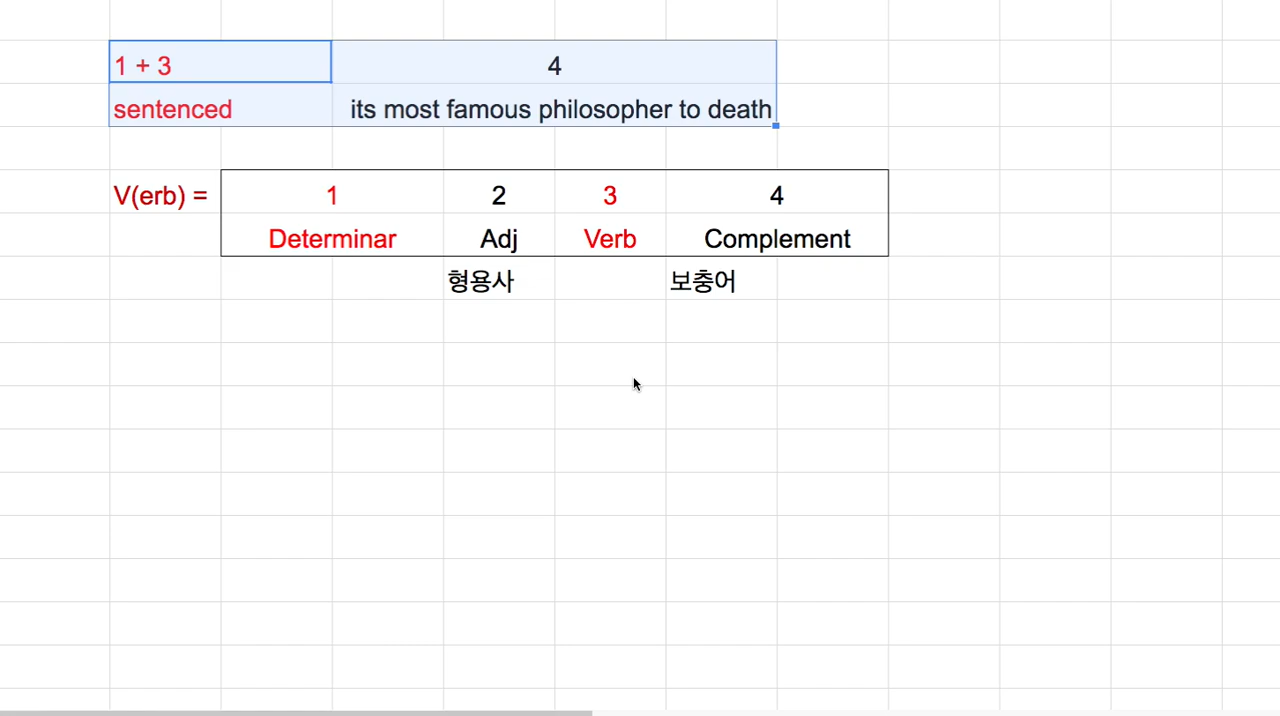 1 + 3 4
sentenced its most famous philosopher to death
V(erb) = 1 2 3 4
Determinar Adj Verb Complement
형용사 보충어